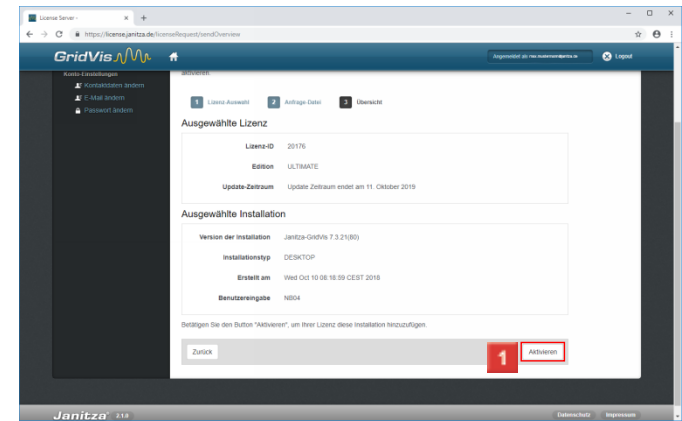 License Server -
https://license.janitza.de/licenseRequest/sendOverview
GridVis
Angemeldet als
Logout
Konto-Einstellungen
Kontaktdaten ändern
E-Mail ändern
Passwort ändern
aktivieren.
1 Lizenz-Auswahl 2 Anfrage-Datei 3 Übersicht
Ausgewählte Lizenz
Lizenz-ID 20176
Edition ULTIMATE
Update-Zeitraum Update Zeitraum endet am 11. Oktober 2019
Ausgewählte Installation
Version der Installation Janitza-GridVis 7.3.21(80)
Installationstyp DESKTOP
Erstellt am Wed Oct 10 08:18:59 CEST 2018
Benutzereingabe NB04
Betätigen Sie den Button "Aktivieren", um Ihrer Lizenz diese Installation hinzuzufügen.
Zurück
1
Aktivieren
Janitza® 2.1.0
Datenschutz Impressum